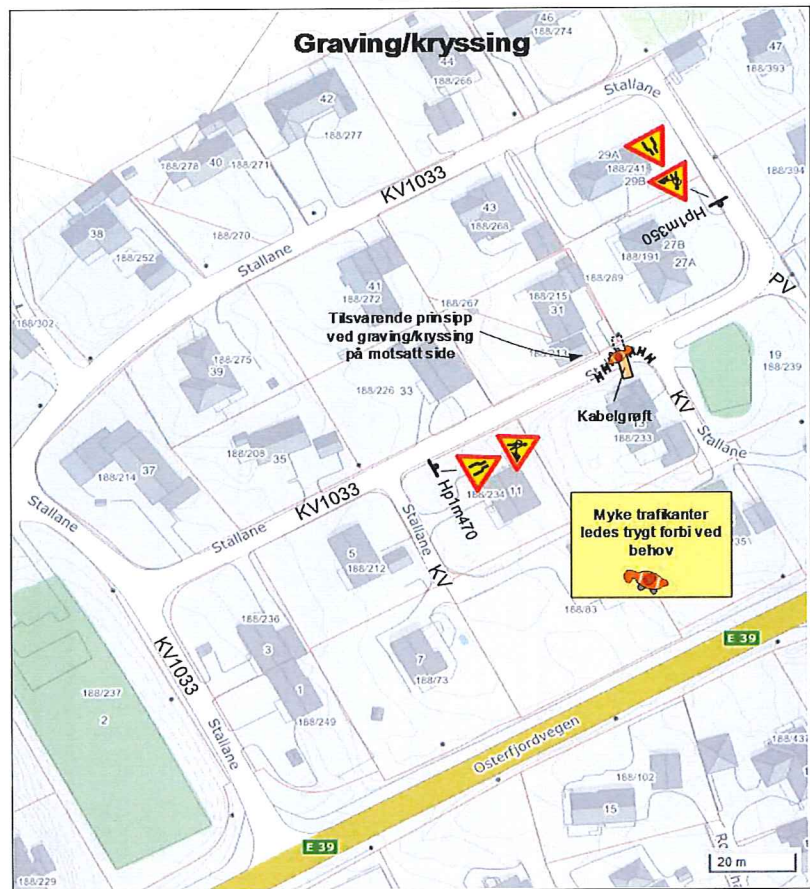 Graving/kryssing
46
188/274
47
188/393
44
188/266
Stallane
42
188/277
188/278
40
188/271
KV1033
29A
188/241
29B
188/394
Hp1m350
38
188/252
188/270
43
188/268
27B
188/191
27A
Stallane
188/289
PV
41
188/272
188/267
188/215
31
188/302
Tilsvarende prinsipp
ved graving/kryssing
på motsatt side
188/213
39
188/275
19
188/239
188/226
33
Kabelgrøft
KV
188/233
Stallane
188/208
35
37
188/214
188/234
11
Hp1m470
KV1033
Stallane
Stallane
Myke trafikanter
ledes trygt forbi ved
behov
5
188/212
Stallane
KV
188/83
188/236
3
7
188/73
E 39
KV1033
188/237
2
1
188/249
Stallane
Osterfjordvegen
188/102
15
E 39
20 m
188/229